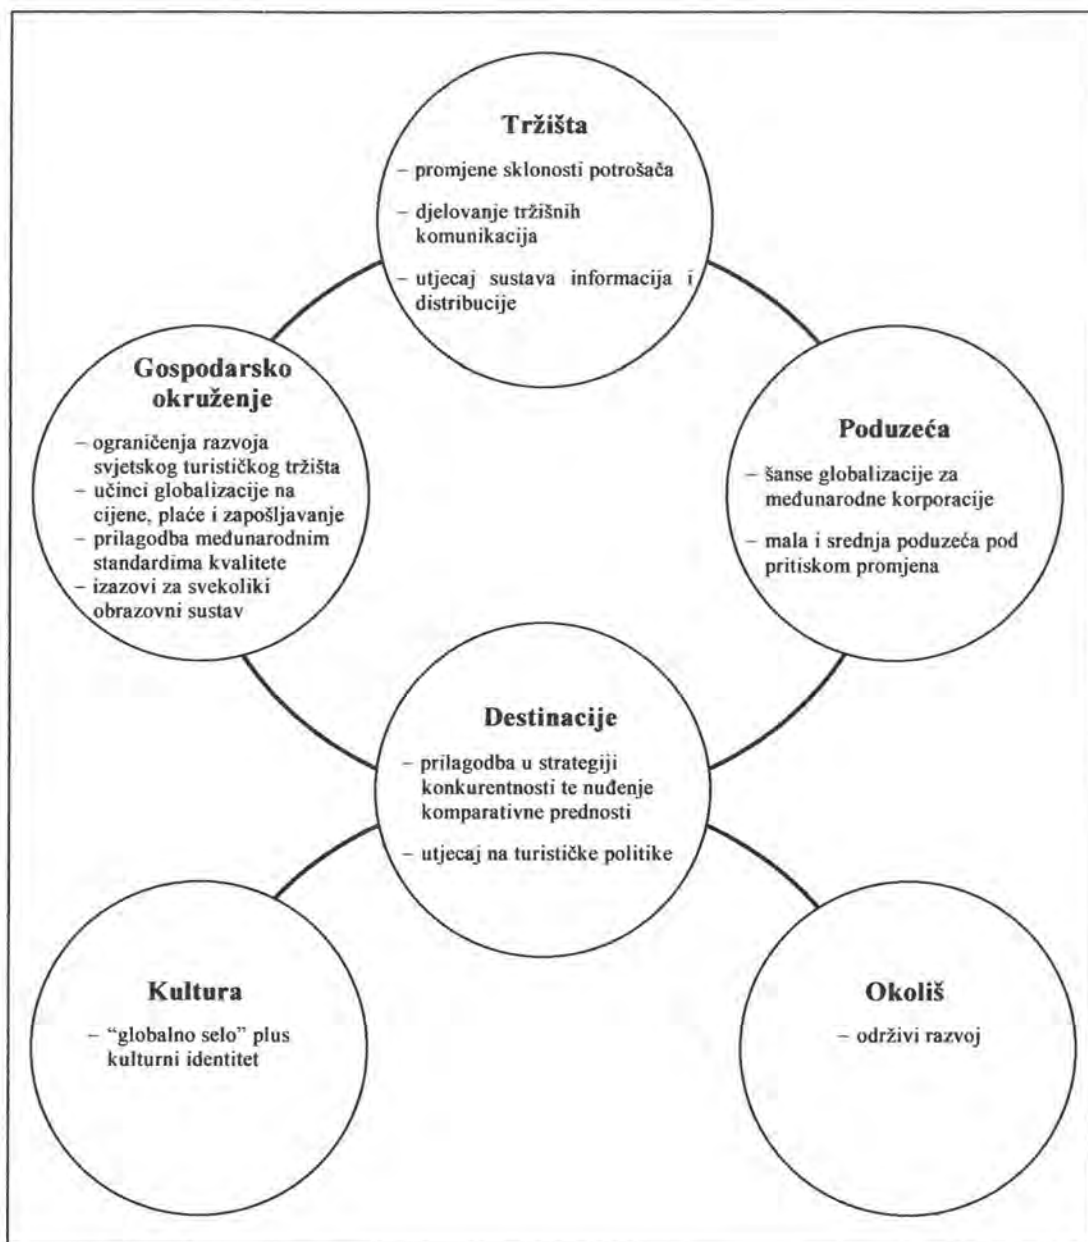 Tržišta
– promjene sklonosti potrošača
– djelovanje tržišnih
komunikacija
– utjecaj sustava informacija i
distribucije
Gospodarsko
okruženje
– ograničenja razvoja
svjetskog turističkog tržišta
– učinci globalizacije na
cijene, plaće i zapošljavanje
– prilagodba međunarodnim
standardima kvalitete
– izazovi za svekoliki
obrazovni sustav
Poduzeća
– šanse globalizacije za
međunarodne korporacije
– mala i srednja poduzeća pod
pritiskom promjena
Destinacije
– prilagodba u strategiji
konkurentnosti te nuđenje
komparativne prednosti
– utjecaj na turističke politike
Kultura
– “globalno selo” plus
kulturni identitet
Okoliš
– održivi razvoj